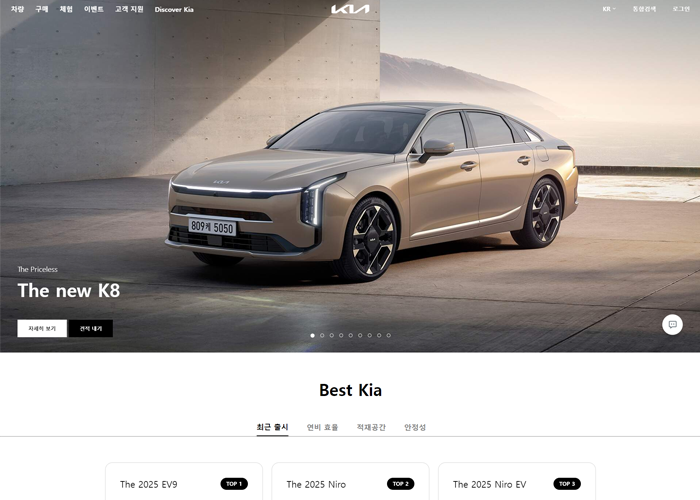 차량 구매 체험 이벤트 고객 지원 Discover Kia
KIA
KR 통합검색 로그인
809케 5050
The Priceless
The new K8
자세히 보기 견적 내기
Best Kia
최근 출시 연비 효율 적재공간 안정성
The 2025 EV9 TOP 1
The 2025 Niro TOP 2
The 2025 Niro EV TOP 3